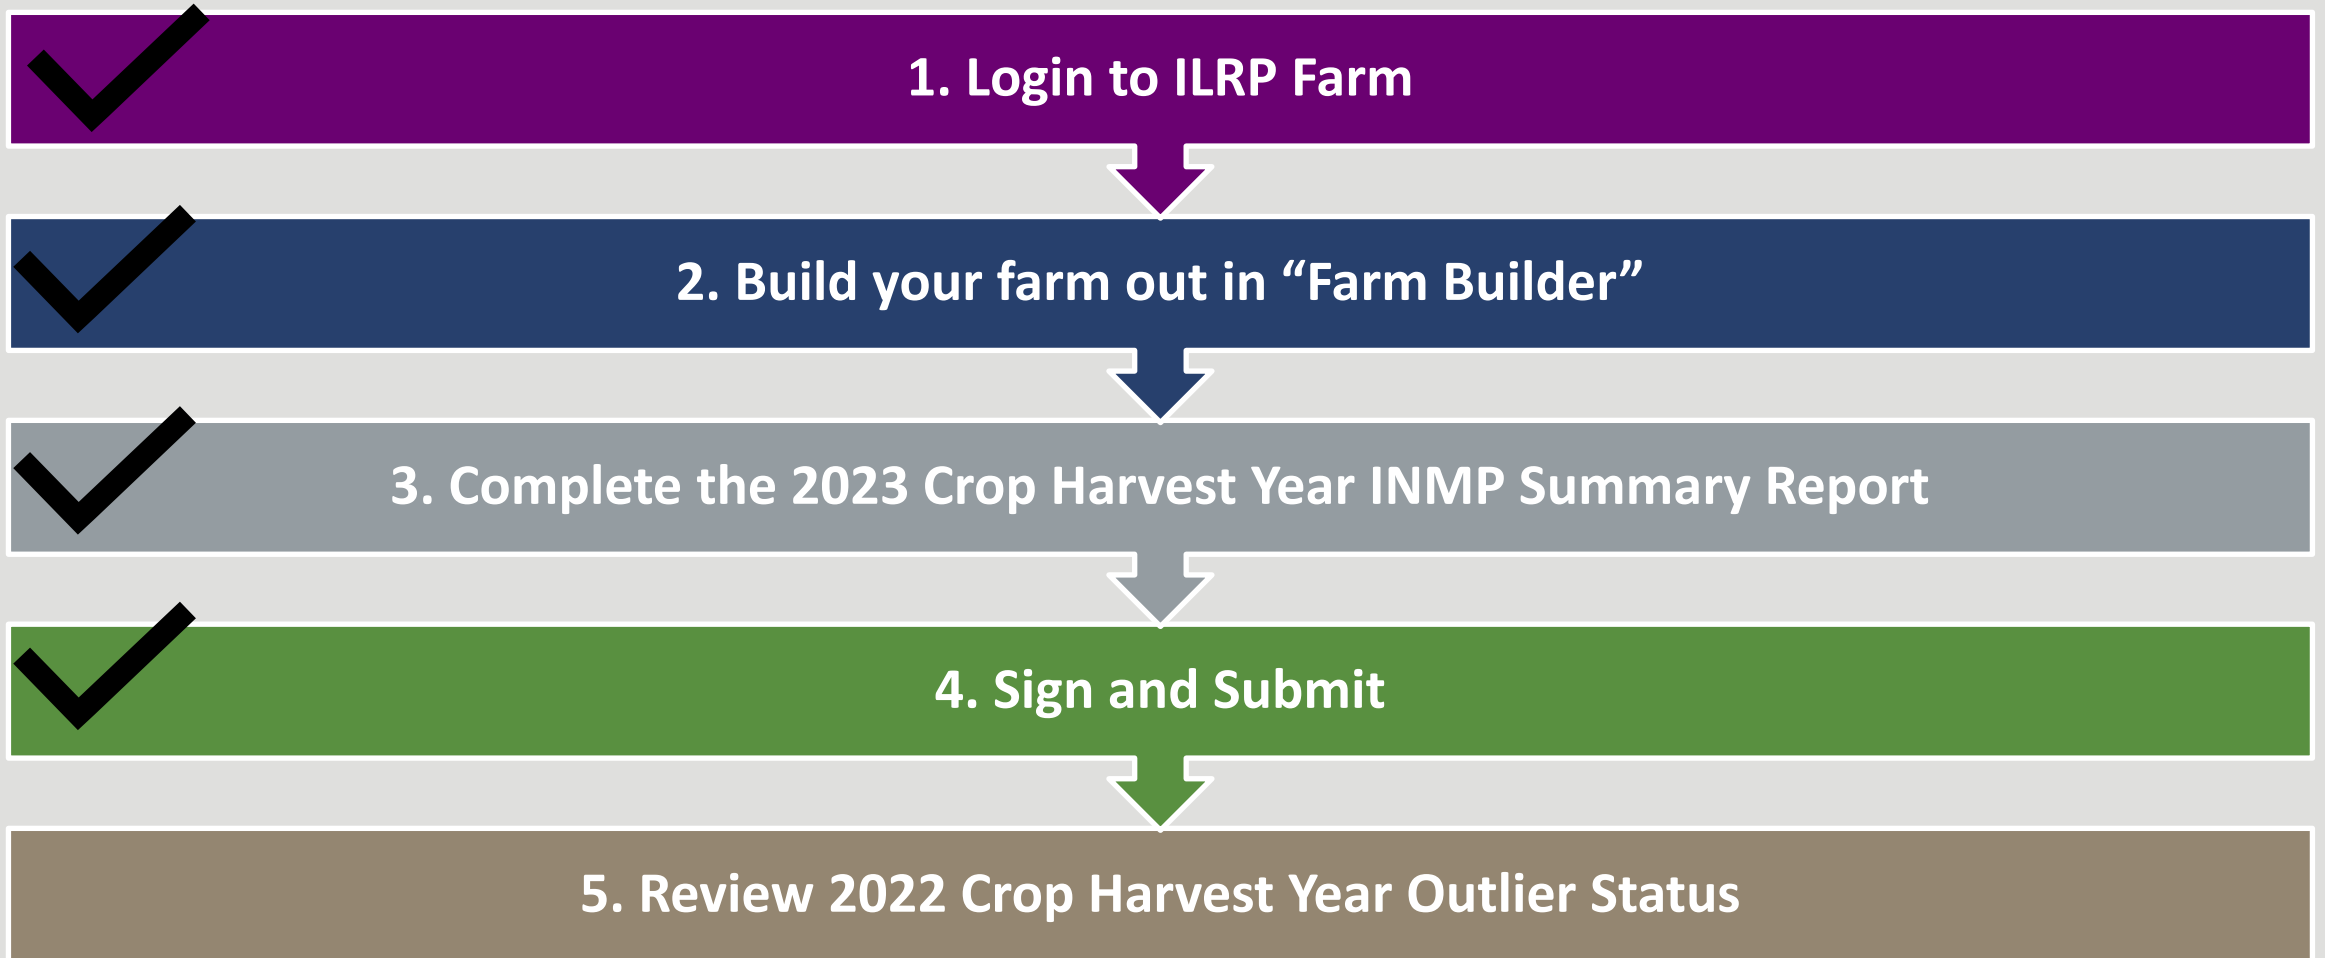 1. Login to ILRP Farm
2. Build your farm out in “Farm Builder”
3. Complete the 2023 Crop Harvest Year INMP Summary Report
4. Sign and Submit
5. Review 2022 Crop Harvest Year Outlier Status